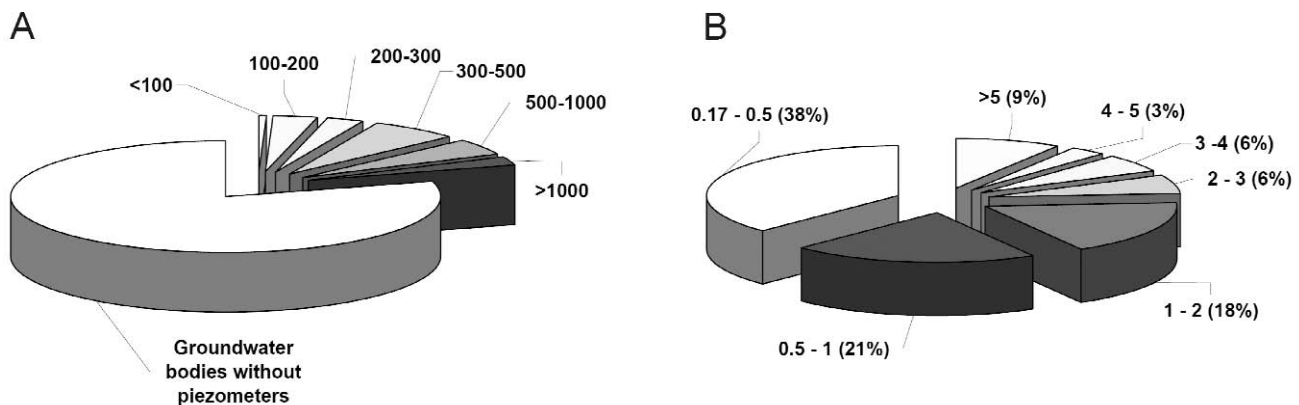 A
<100
100-200
200-300
300-500
500-1000
>1000
Groundwater
bodies without
piezometers
B
0.17 - 0.5 (38%)
>5 (9%)
4 - 5 (3%)
3 -4 (6%)
2 - 3 (6%)
1 - 2 (18%)
0.5 - 1 (21%)